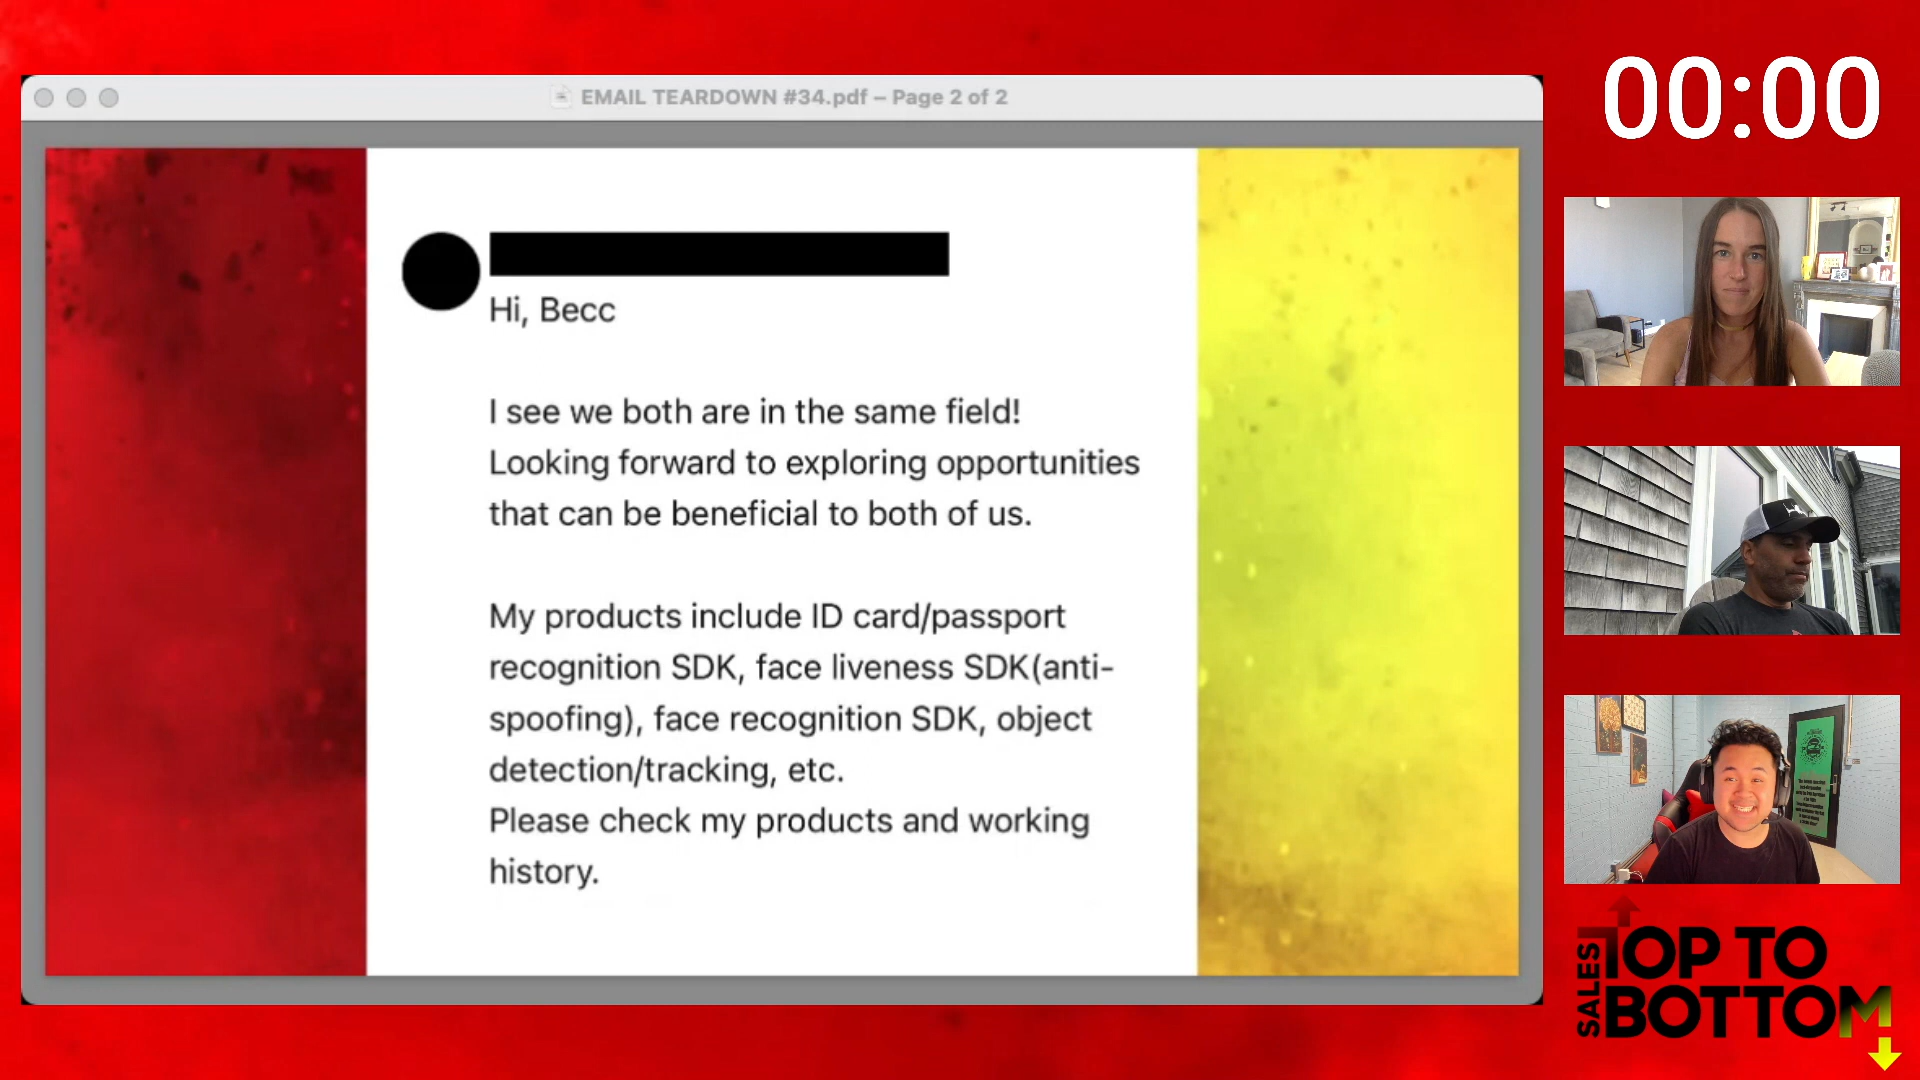 EMAIL TEARDOWN #34.pdf – Page 2 of 2
00:00
Hi, Becc
I see we both are in the same field!
Looking forward to exploring opportunities
that can be beneficial to both of us.
My products include ID card/passport
recognition SDK, face liveness SDK(anti-
spoofing), face recognition SDK, object
detection/tracking, etc.
Please check my products and working
history.
SALES
TOP TO
BOTTOM